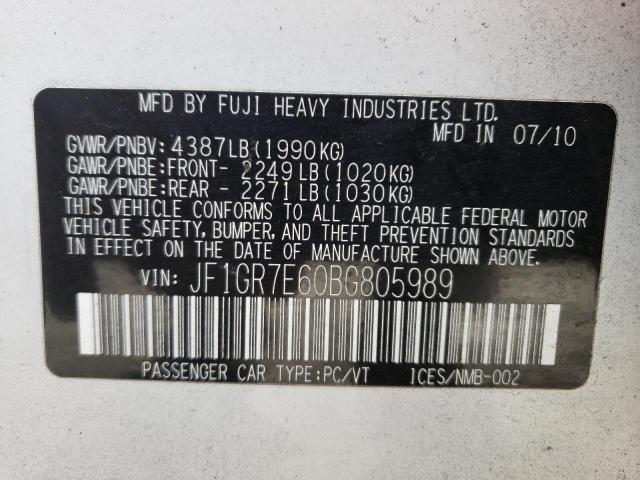 MFD BY FUJI HEAVY INDUSTRIES LTD.
MFD IN 07/10
GVWR/PNBV: 4387LB(1990KG)
GAWR/PNBE:FRONT- 2249LB(1020KG)
GAWR/PNBE:REAR - 2271LB(1030KG)
THIS VEHICLE CONFORMS TO ALL APPLICABLE FEDERAL MOTOR
VEHICLE SAFETY, BUMPER, AND THEFT PREVENTION STANDARDS
IN EFFECT ON THE DATE OF MANUFACTURE SHOWN ABOVE.
VIN: JF1GR7E60BG805989
PASSENGER CAR TYPE:PC/VT ICES/NMB-002